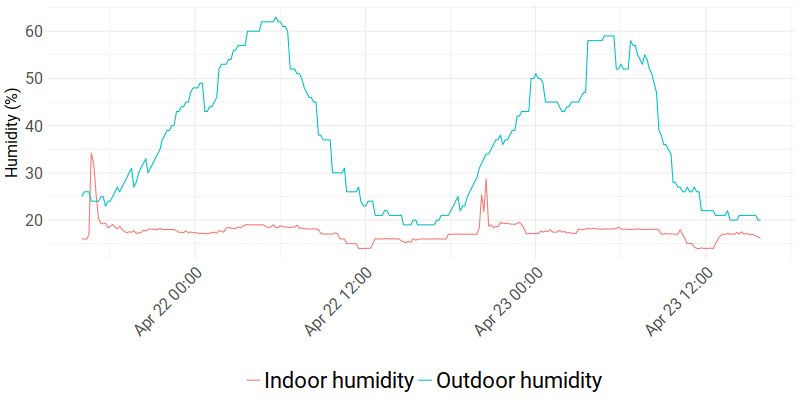 Humidity (%)
60
50
40
30
20
Apr 22 00:00
Apr 22 12:00
Apr 23 00:00
Apr 23 12:00
Indoor humidity
Outdoor humidity